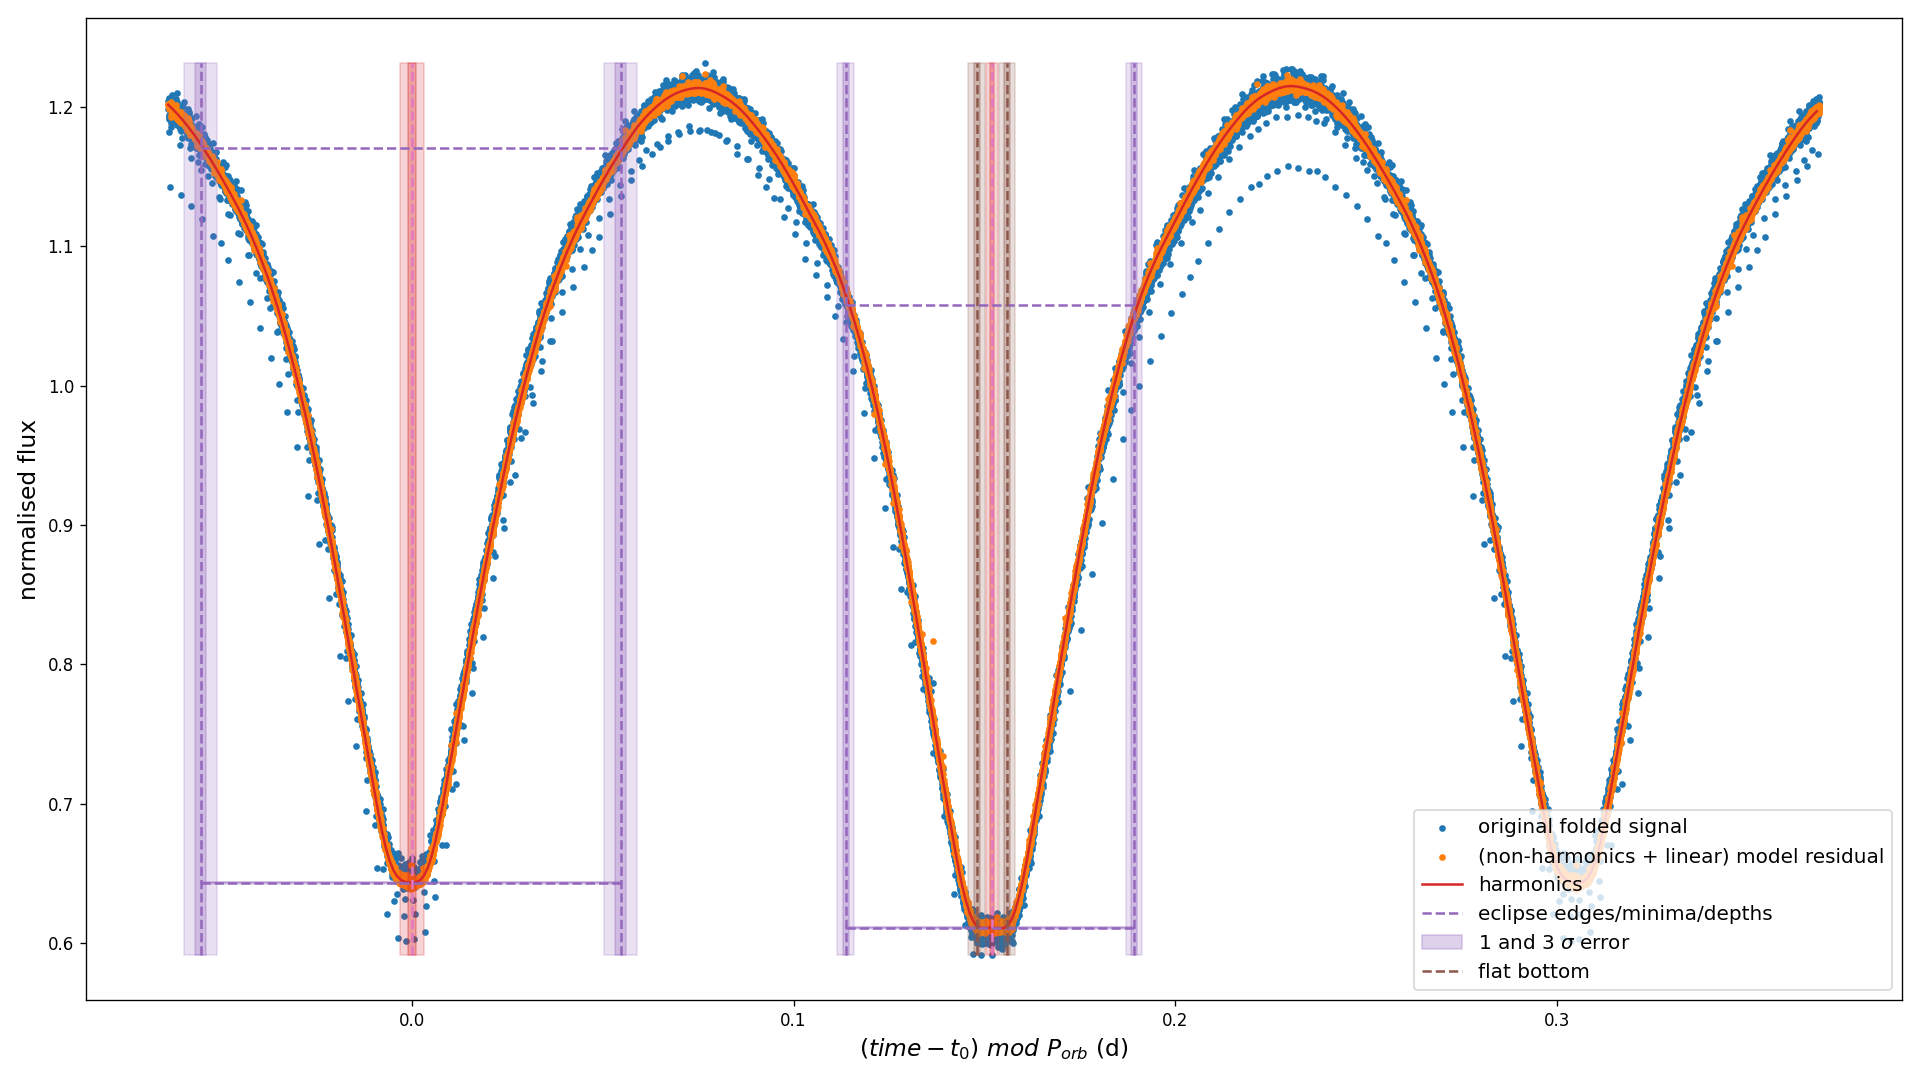 normalised flux
1.2
1.1
1.0
0.9
0.8
0.7
0.6
0.0
0.1
0.2
0.3
(time − t₀) mod P_orb (d)
original folded signal
(non-harmonics + linear) model residual
harmonics
eclipse edges/minima/depths
1 and 3 σ error
flat bottom